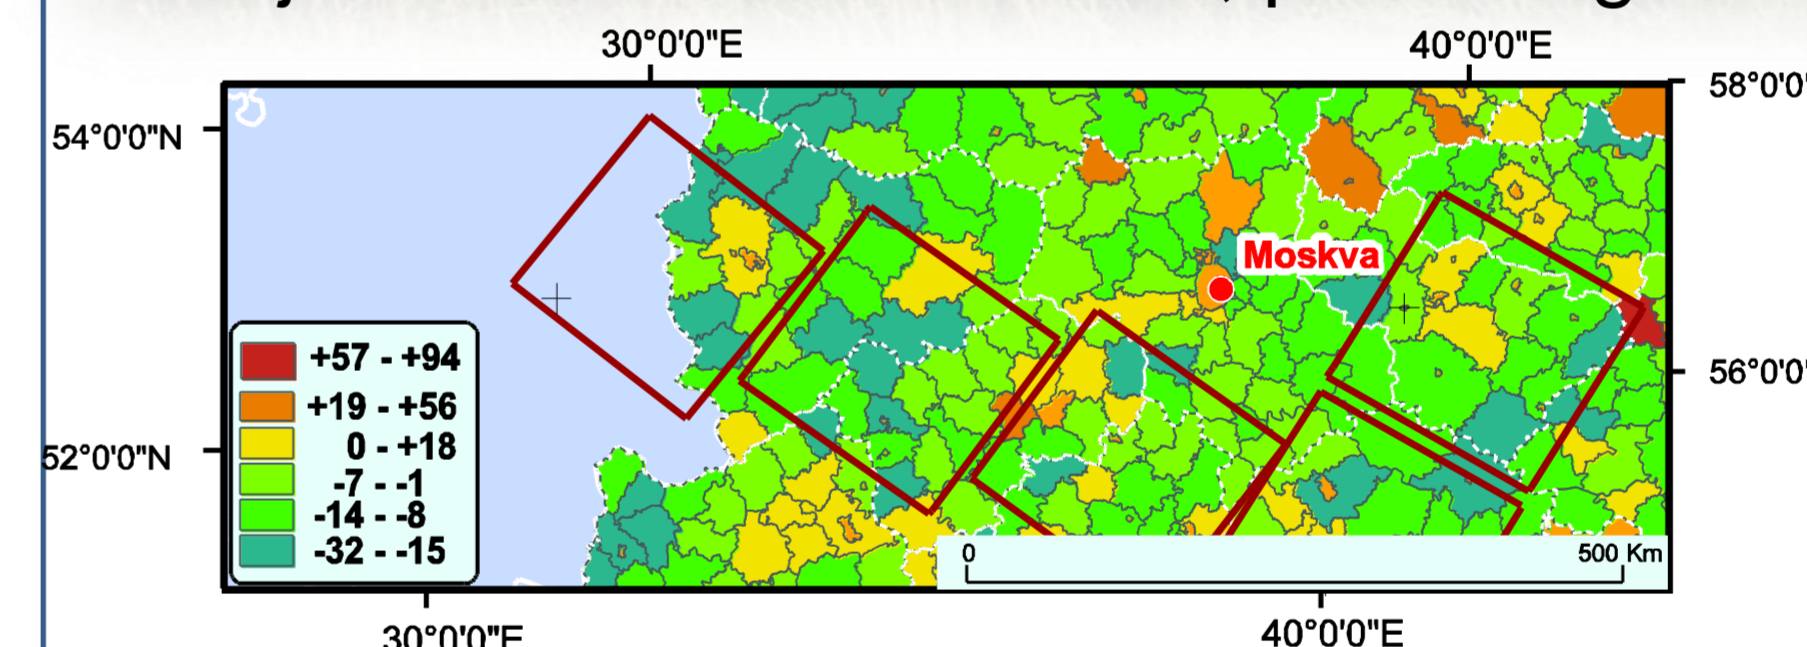 30°0'0"E 40°0'0"E
58°0'0
54°0'0"N
Moskva
+57 - +94
+19 - +56
0 - +18
-7 - -1
-14 - -8
-32 - -15
56°0'0
52°0'0"N
0 500 Km
30°0'0"E 40°0'0"E